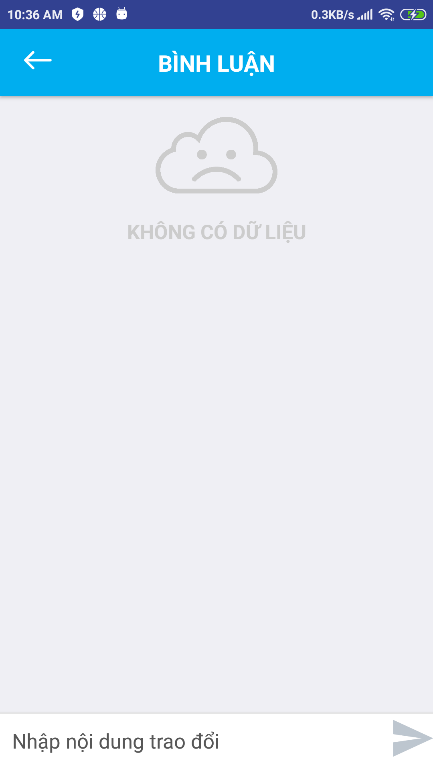 10:36 AM 0.3KB/s
BÌNH LUẬN
KHÔNG CÓ DỮ LIỆU
Nhập nội dung trao đổi